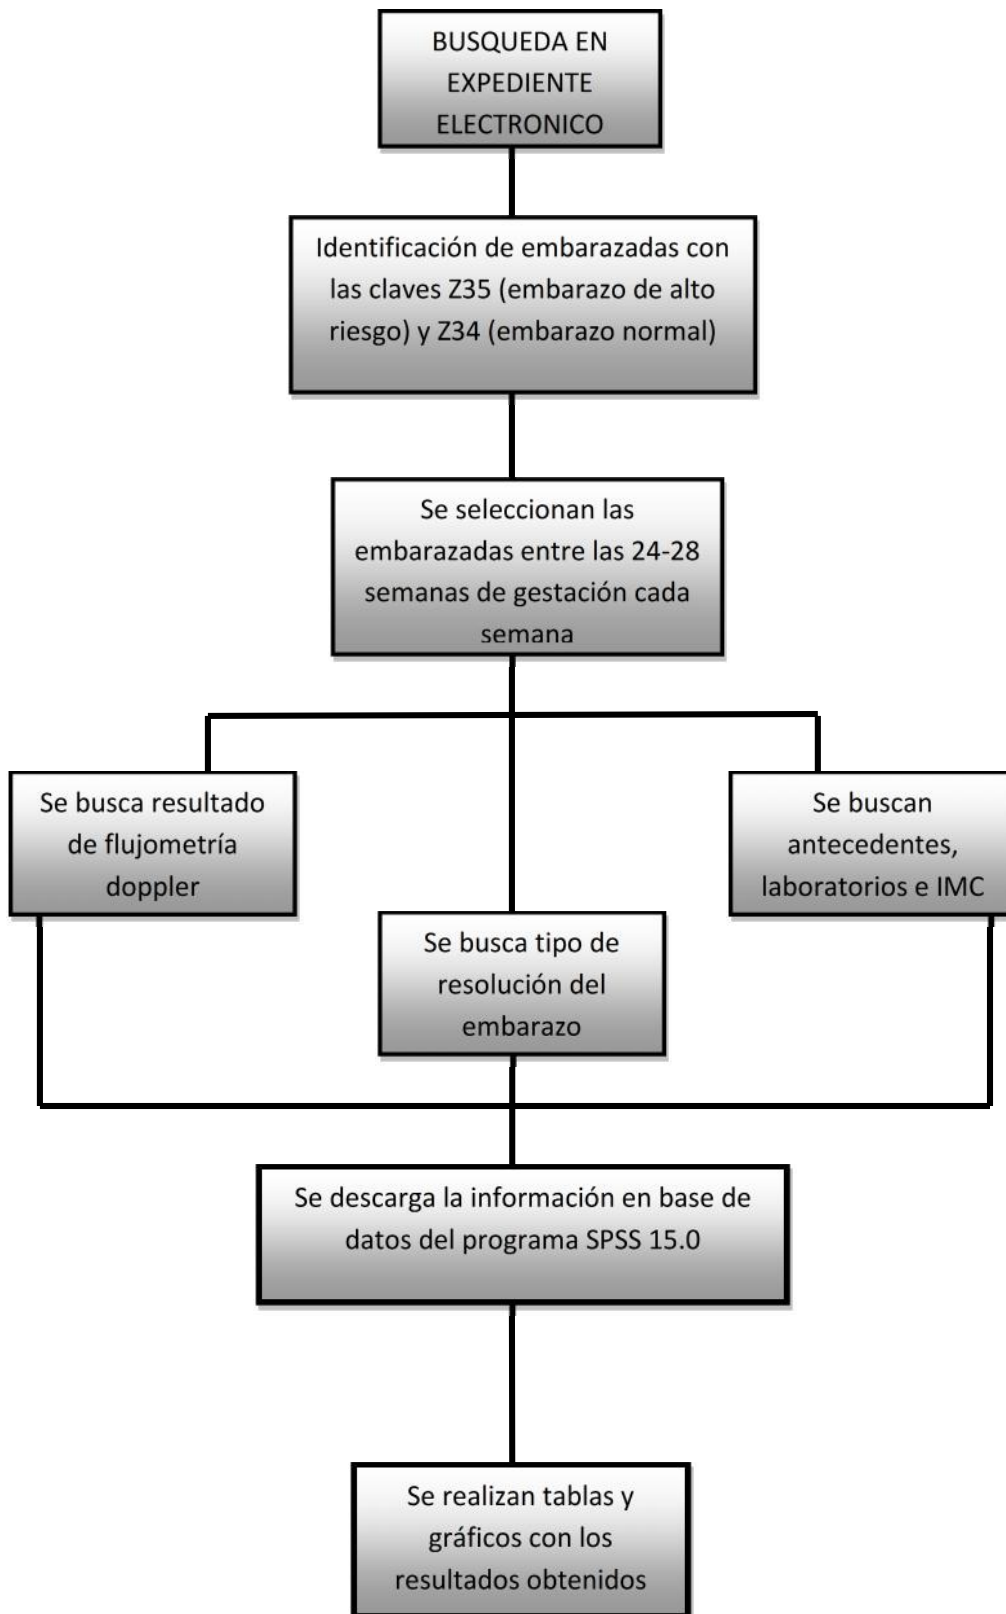 BUSQUEDA EN
EXPEDIENTE
ELECTRONICO
Identificación de embarazadas con
las claves Z35 (embarazo de alto
riesgo) y Z34 (embarazo normal)
Se seleccionan las
embarazadas entre las 24-28
semanas de gestación cada
semana
Se busca resultado
de flujometría
doppler
Se busca tipo de
resolución del
embarazo
Se buscan
antecedentes,
laboratorios e IMC
Se descarga la información en base de
datos del programa SPSS 15.0
Se realizan tablas y
gráficos con los
resultados obtenidos